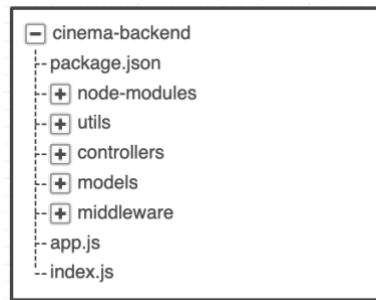 cinema-backend
package.json
node-modules
utils
controllers
models
middleware
app.js
index.js